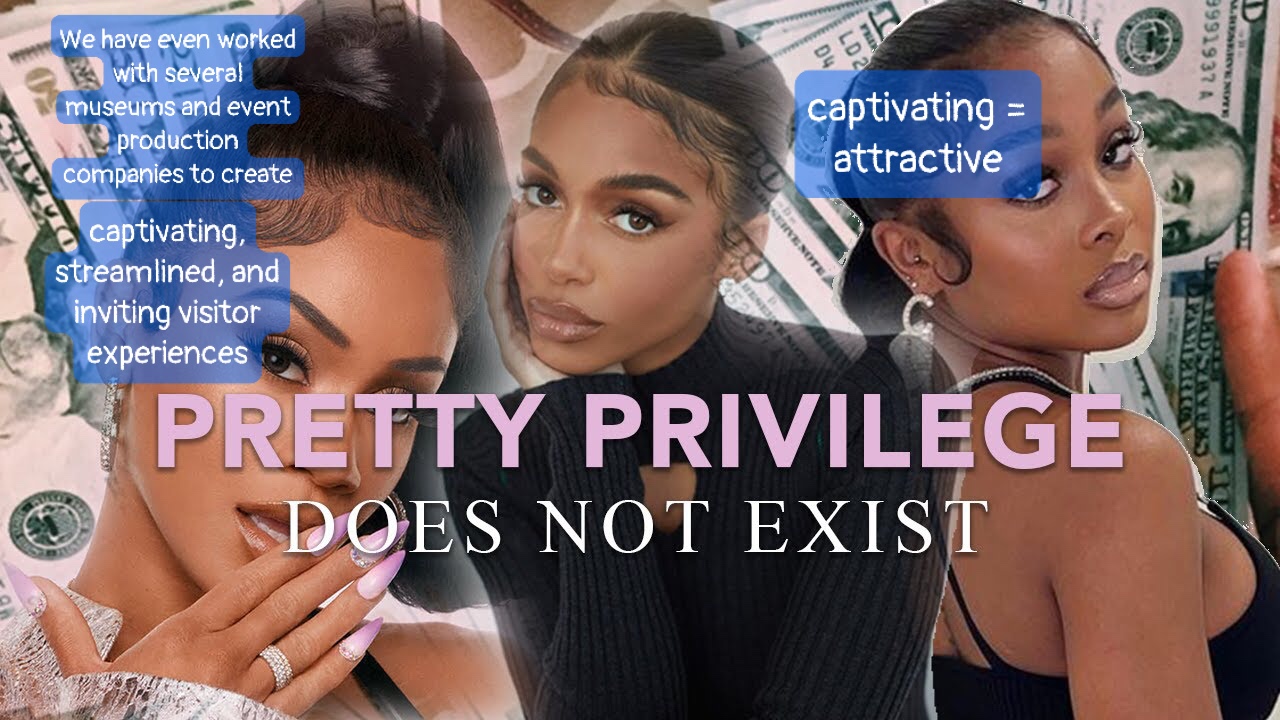 We have even worked
with several
museums and event
production
companies to create
captivating,
streamlined, and
inviting visitor
experiences
captivating =
attractive
PRETTY PRIVILEGE
DOES NOT EXIST